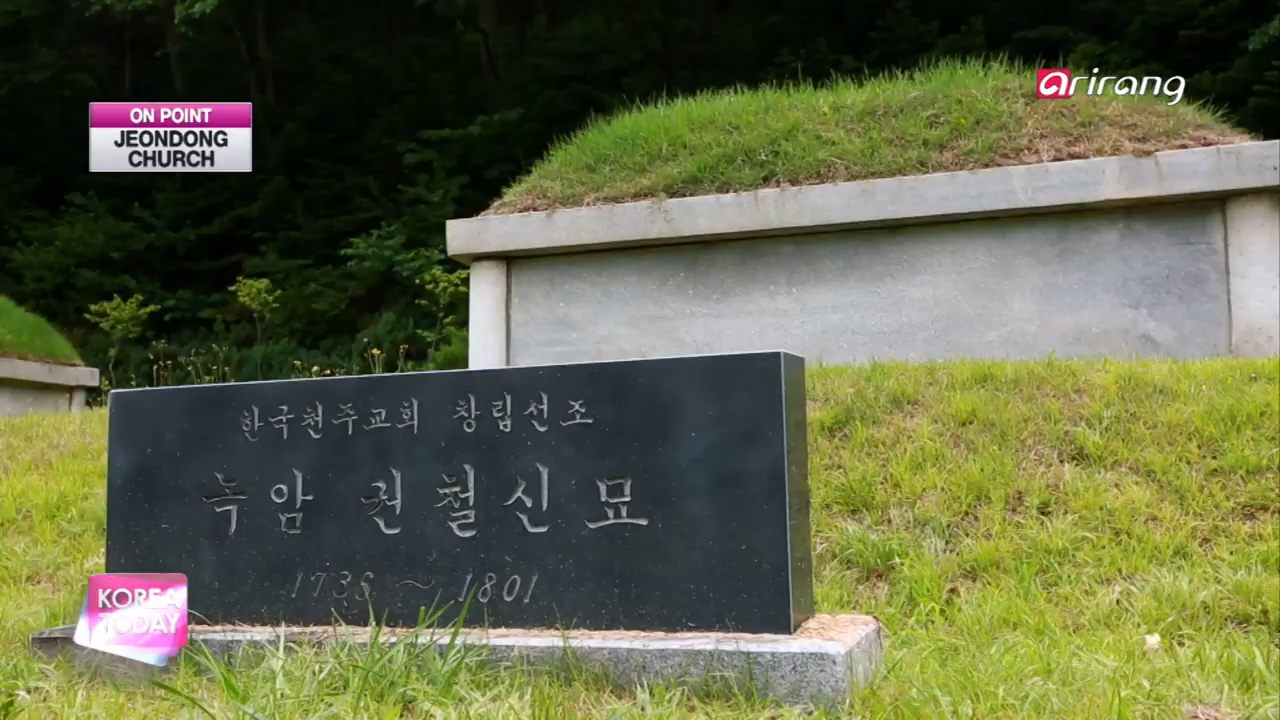 ON POINT
JEONDONG
CHURCH
arirang
한국천주교회 창립선조
녹암 권철신 묘
1736 ~ 1801
KOREA
TODAY